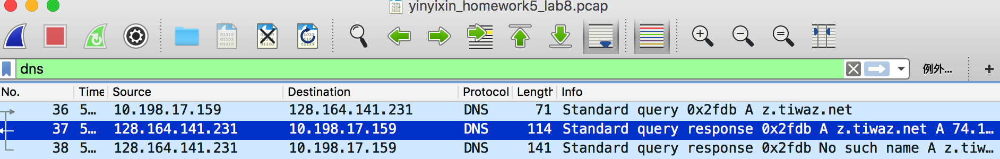 yinyixin_homework5_lab8.pcap
dns 例外... +
No. Time Source Destination Protocol Length Info
36 5... 10.198.17.159 128.164.141.231 DNS 71 Standard query 0x2fdb A z.tiwaz.net
37 5... 128.164.141.231 10.198.17.159 DNS 114 Standard query response 0x2fdb A z.tiwaz.net A 74.1...
38 5... 128.164.141.231 10.198.17.159 DNS 141 Standard query response 0x2fdb No such name A z.tiw...